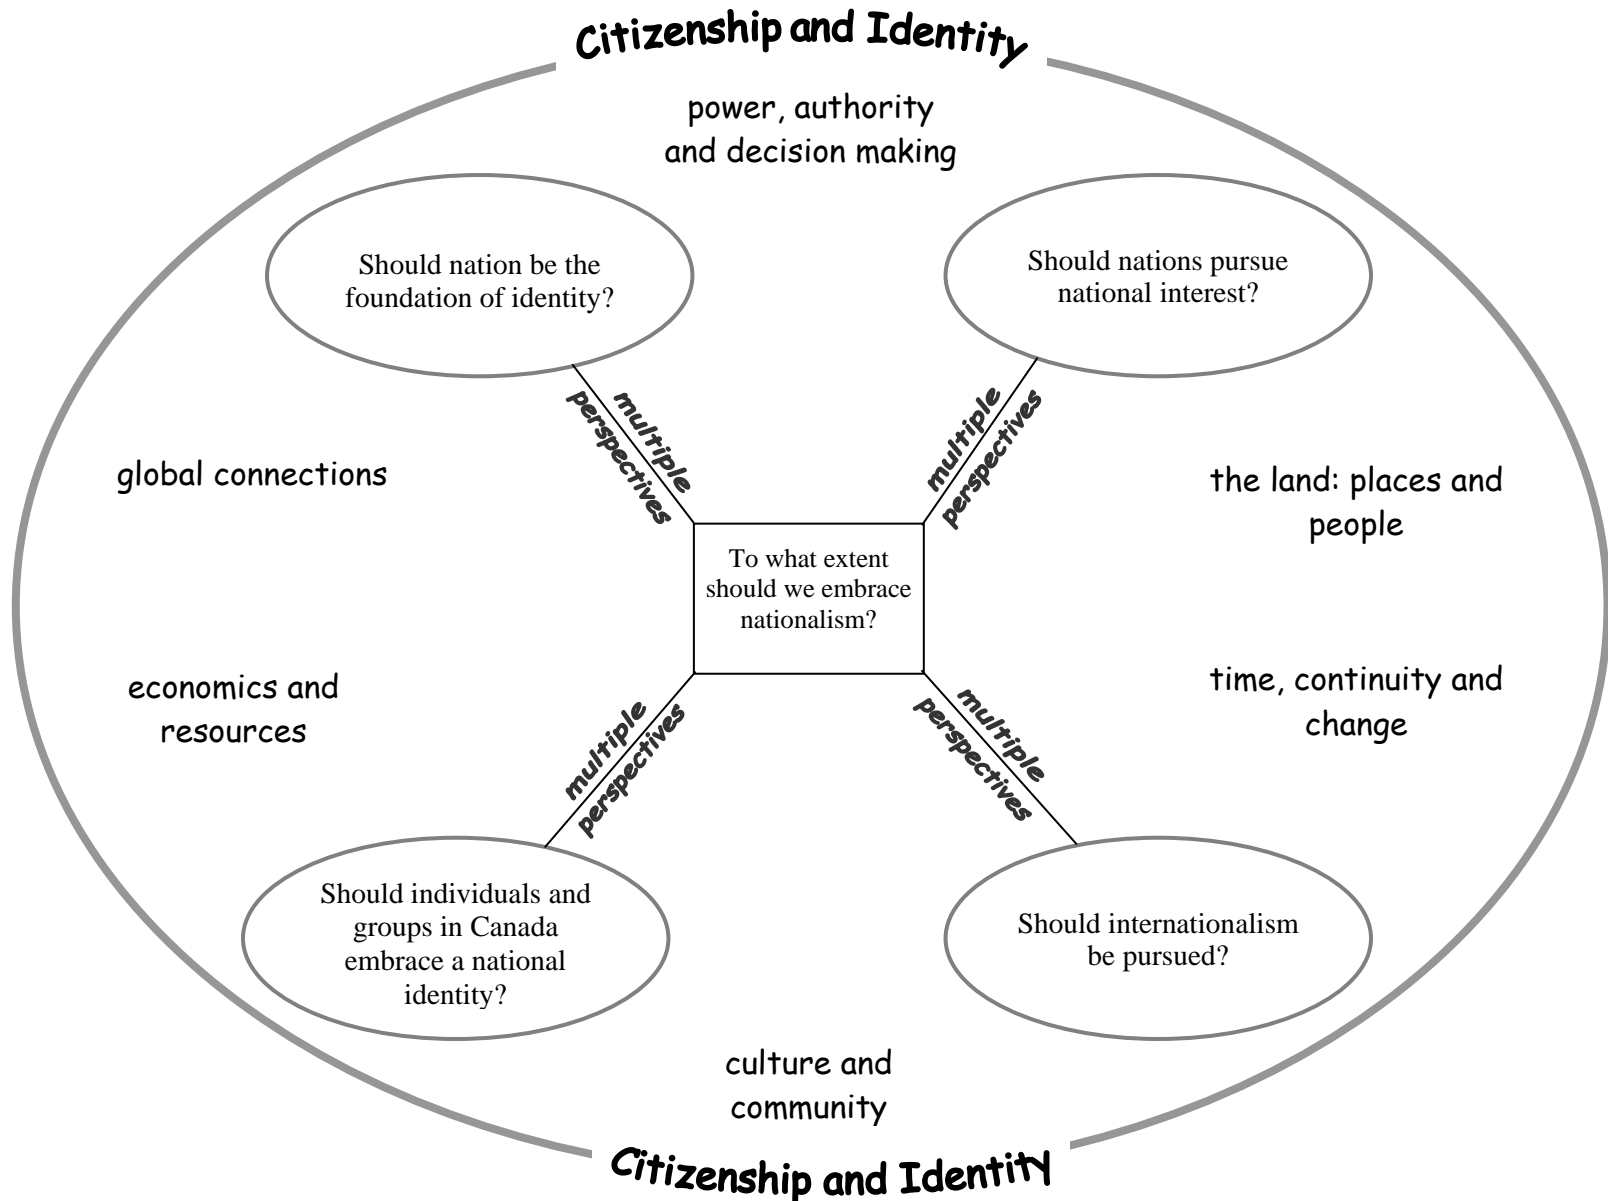 Citizenship and Identity
power, authority
and decision making
Should nation be the
foundation of identity?
Should nations pursue
national interest?
multiple
perspectives
multiple
perspectives
global connections
the land: places and
people
To what extent
should we embrace
nationalism?
economics and
resources
time, continuity and
change
multiple
perspectives
multiple
perspectives
Should individuals and
groups in Canada
embrace a national
identity?
Should internationalism
be pursued?
culture and
community
Citizenship and Identity